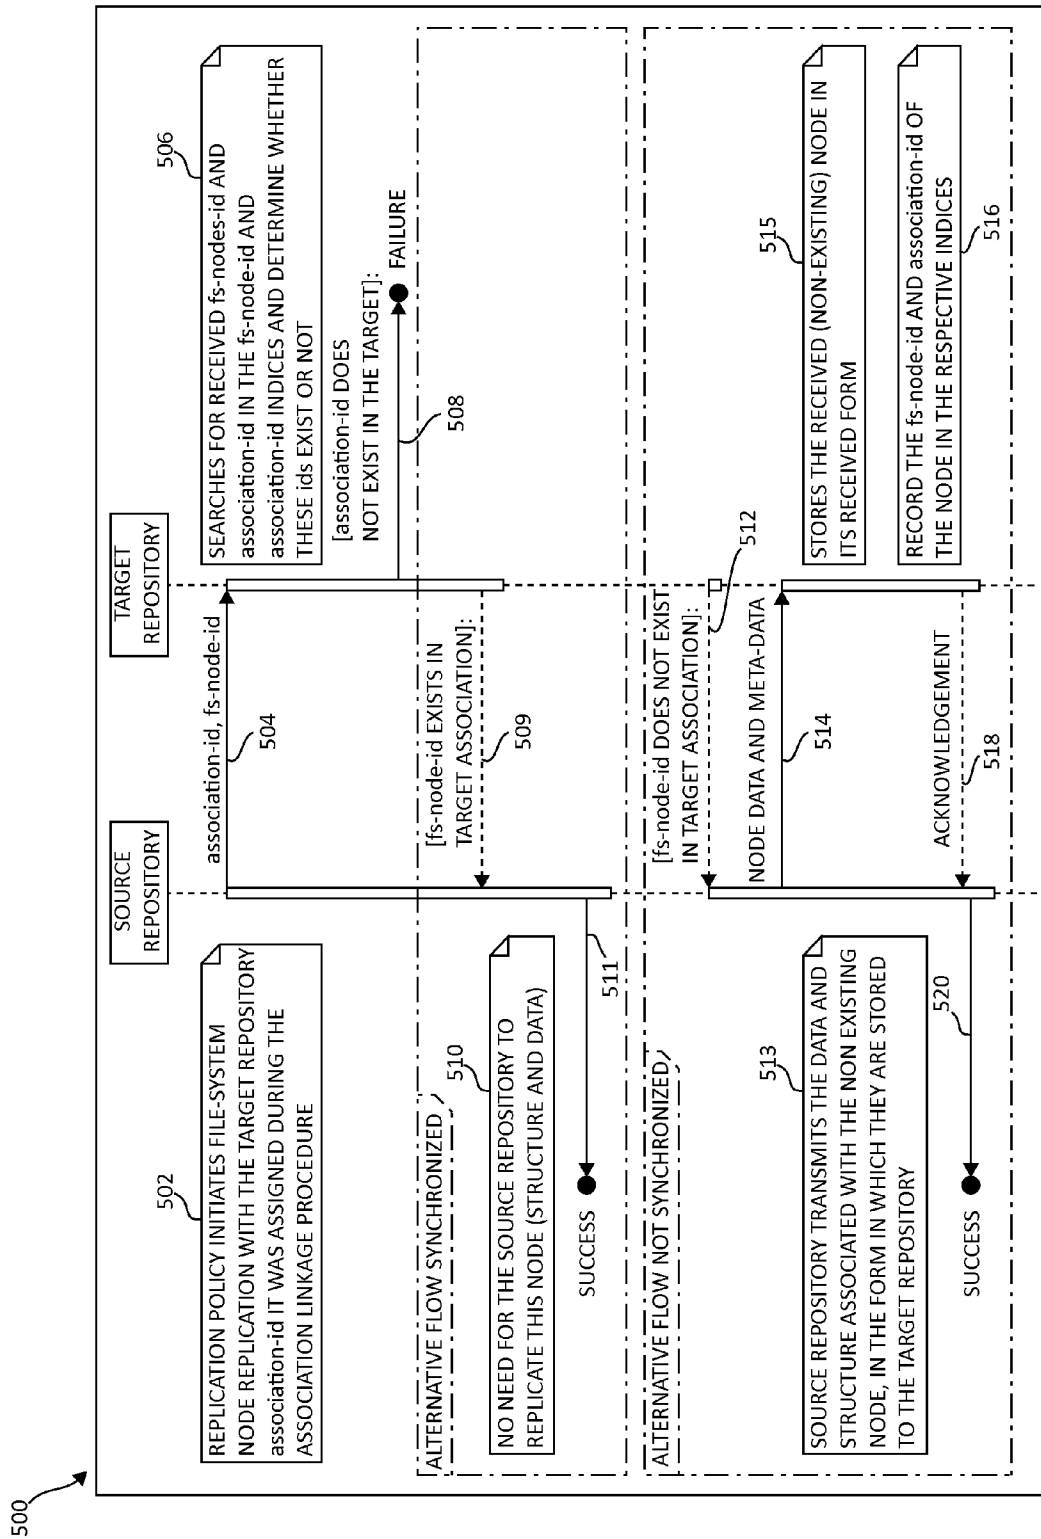 500
SOURCE
REPOSITORY
TARGET
REPOSITORY
502
REPLICATION POLICY INITIATES FILE-SYSTEM
NODE REPLICATION WITH THE TARGET REPOSITORY
association-id IT WAS ASSIGNED DURING THE
ASSOCIATION LINKAGE PROCEDURE
association-id, fs-node-id
504
506
SEARCHES FOR RECEIVED fs-nodes-id AND
association-id IN THE fs-node-id AND
association-id INDICES AND DETERMINE WHETHER
THESE ids EXIST OR NOT
[association-id DOES
NOT EXIST IN THE TARGET]:
FAILURE
508
ALTERNATIVE FLOW SYNCHRONIZED
[fs-node-id EXISTS IN
TARGET ASSOCIATION]:
509
510
NO NEED FOR THE SOURCE REPOSITORY TO
REPLICATE THIS NODE (STRUCTURE AND DATA)
511
SUCCESS
ALTERNATIVE FLOW NOT SYNCHRONIZED
[fs-node-id DOES NOT EXIST
IN TARGET ASSOCIATION]:
512
513
SOURCE REPOSITORY TRANSMITS THE DATA AND
STRUCTURE ASSOCIATED WITH THE NON EXISTING
NODE, IN THE FORM IN WHICH THEY ARE STORED
TO THE TARGET REPOSITORY
NODE DATA AND META-DATA
514
515
STORES THE RECEIVED (NON-EXISTING) NODE IN
ITS RECEIVED FORM
RECORD THE fs-node-id AND association-id OF
THE NODE IN THE RESPECTIVE INDICES
516
ACKNOWLEDGEMENT
518
520
SUCCESS